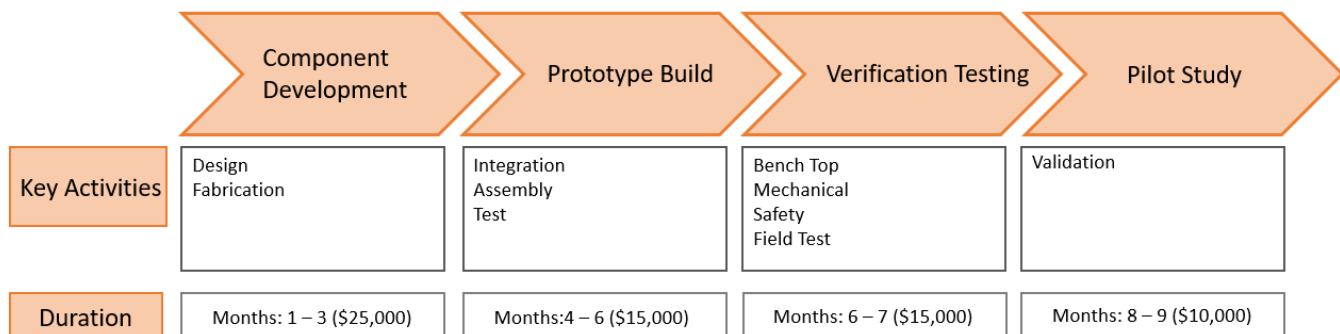 Component
Development
Prototype Build
Verification Testing
Pilot Study
Key Activities
Design
Fabrication
Integration
Assembly
Test
Bench Top
Mechanical
Safety
Field Test
Validation
Duration
Months: 1 – 3 ($25,000)
Months:4 – 6 ($15,000)
Months: 6 – 7 ($15,000)
Months: 8 – 9 ($10,000)